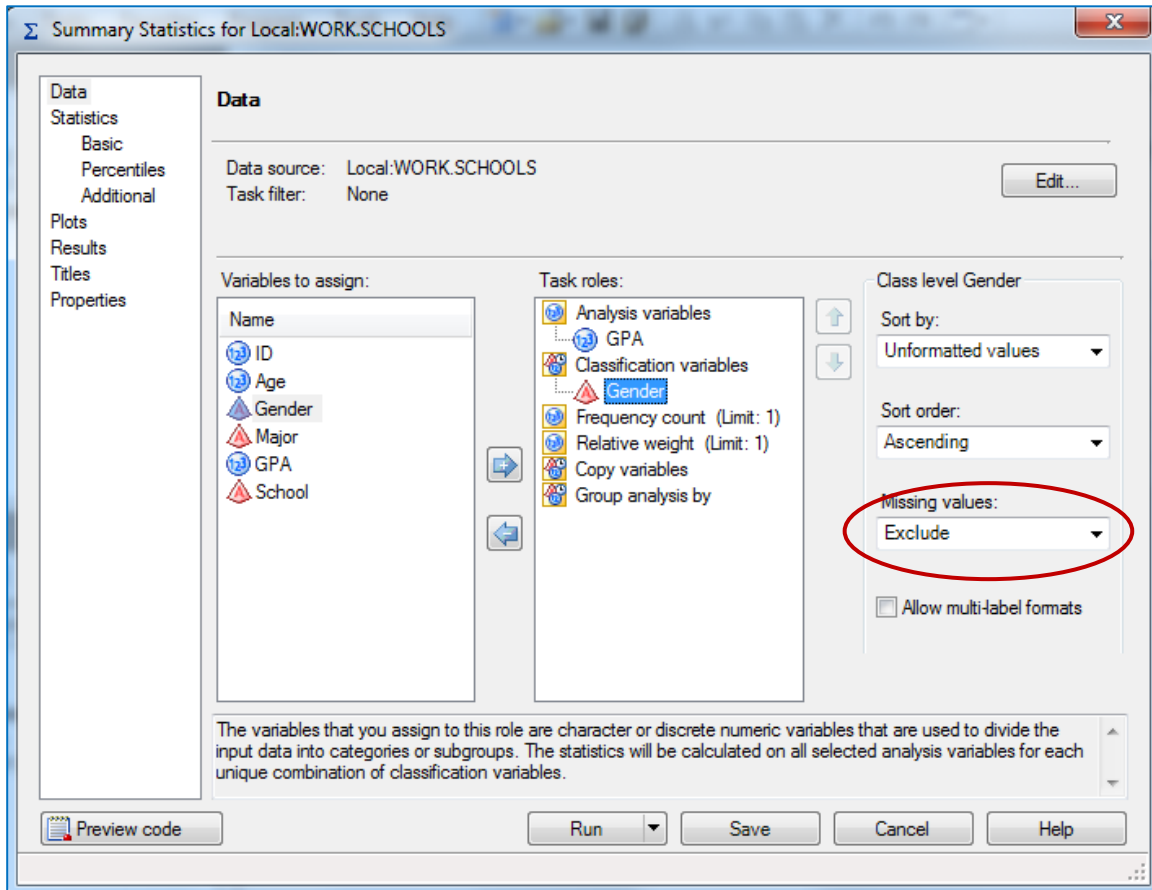 Σ Summary Statistics for Local:WORK.SCHOOLS
Data
Statistics
Basic
Percentiles
Additional
Plots
Results
Titles
Properties
Data
Data source: Local:WORK.SCHOOLS
Task filter: None
Edit...
Variables to assign:
Name
ID
Age
Gender
Major
GPA
School
Task roles:
Analysis variables
GPA
Classification variables
Gender
Frequency count (Limit: 1)
Relative weight (Limit: 1)
Copy variables
Group analysis by
Class level Gender
Sort by:
Unformatted values
Sort order:
Ascending
Missing values:
Exclude
Allow multi-label formats
The variables that you assign to this role are character or discrete numeric variables that are used to divide the
input data into categories or subgroups. The statistics will be calculated on all selected analysis variables for each
unique combination of classification variables.
Preview code
Run
Save
Cancel
Help